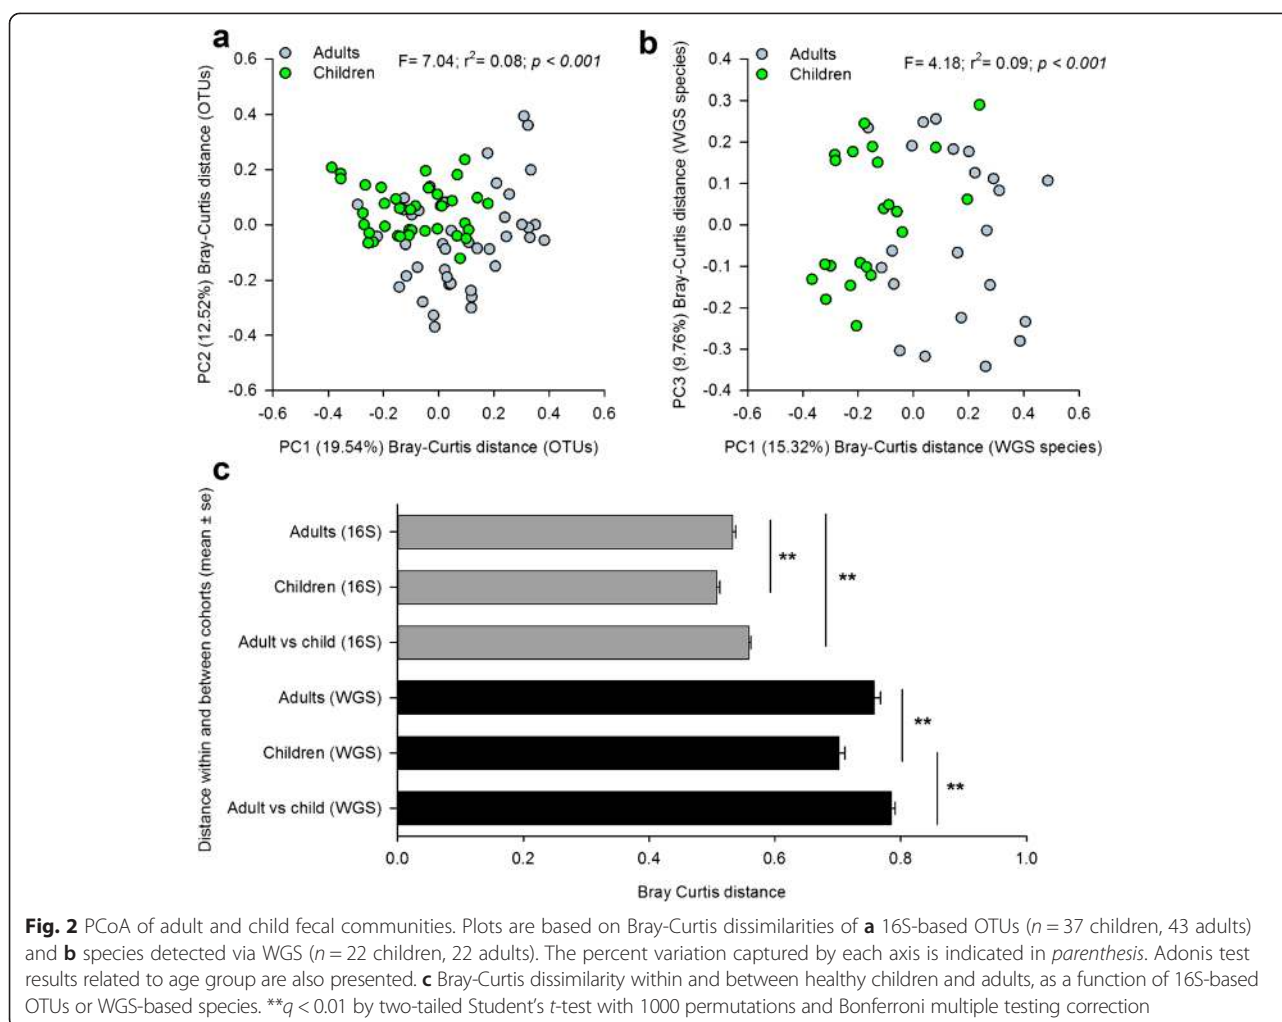 a
Adults
Children
F= 7.04; r²= 0.08; p < 0.001
PC2 (12.52%) Bray-Curtis distance (OTUs)
0.6
0.4
0.2
0.0
-0.2
-0.4
-0.6
-0.6 -0.4 -0.2 0.0 0.2 0.4 0.6
PC1 (19.54%) Bray-Curtis distance (OTUs)
b
Adults
Children
F= 4.18; r²= 0.09; p < 0.001
PC3 (9.76%) Bray-Curtis distance (WGS species)
0.4
0.3
0.2
0.1
0.0
-0.1
-0.2
-0.3
-0.4
-0.6 -0.4 -0.2 0.0 0.2 0.4 0.6
PC1 (15.32%) Bray-Curtis distance (WGS species)
c
Distance within and between cohorts (mean ± se)
Adults (16S)
Children (16S)
Adult vs child (16S)
Adults (WGS)
Children (WGS)
Adult vs child (WGS)
**
**
**
**
0.0 0.2 0.4 0.6 0.8 1.0
Bray Curtis distance
Fig. 2 PCoA of adult and child fecal communities. Plots are based on Bray-Curtis dissimilarities of a 16S-based OTUs (n = 37 children, 43 adults)
and b species detected via WGS (n = 22 children, 22 adults). The percent variation captured by each axis is indicated in parenthesis. Adonis test
results related to age group are also presented. c Bray-Curtis dissimilarity within and between healthy children and adults, as a function of 16S-based
OTUs or WGS-based species. **q < 0.01 by two-tailed Student's t-test with 1000 permutations and Bonferroni multiple testing correction